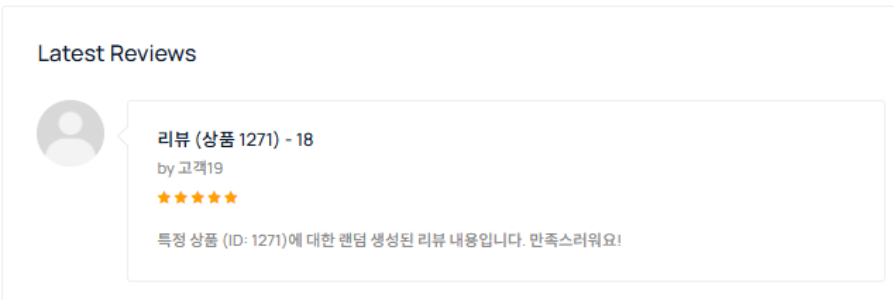 Latest Reviews
리뷰 (상품 1271) - 18
by 고객19
특정 상품 (ID: 1271)에 대한 랜덤 생성된 리뷰 내용입니다. 만족스러워요!